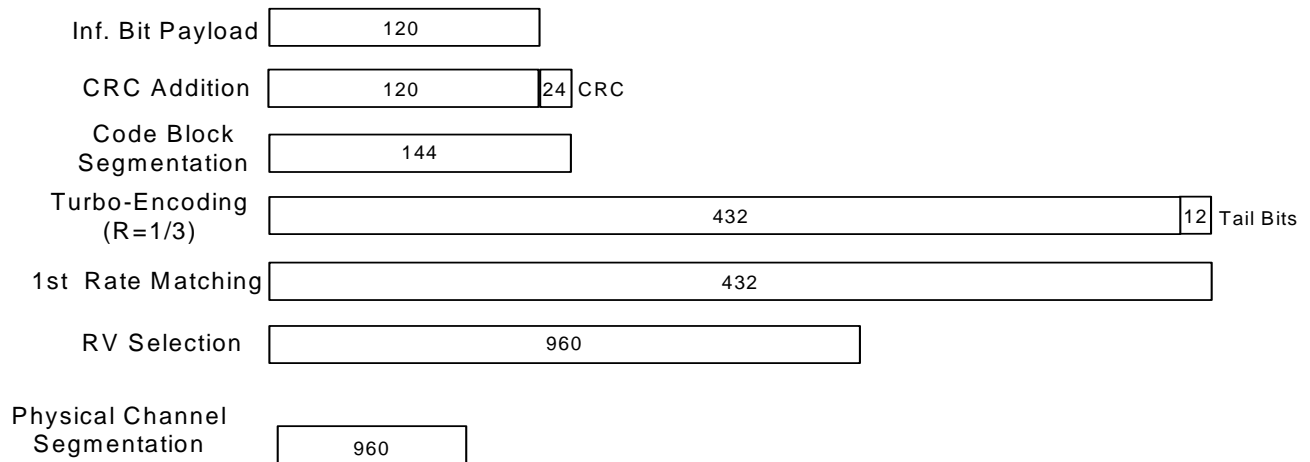 Inf. Bit Payload 120
CRC Addition 120 24 CRC
Code Block
Segmentation 144
Turbo-Encoding
(R=1/3) 432 12 Tail Bits
1st Rate Matching 432
RV Selection 960
Physical Channel
Segmentation 960